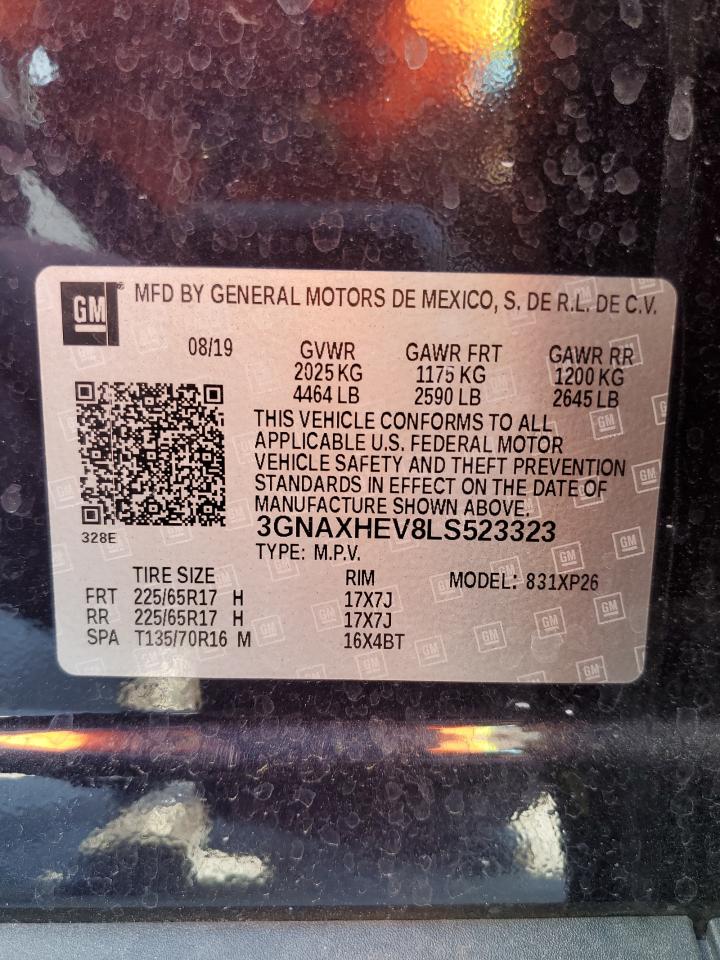 GM ® MFD BY GENERAL MOTORS DE MEXICO, S. DE R.L. DE C.V.
08/19 GVWR GAWR FRT GAWR RR
2025 KG 1175 KG 1200 KG
4464 LB 2590 LB 2645 LB
THIS VEHICLE CONFORMS TO ALL
APPLICABLE U.S. FEDERAL MOTOR
VEHICLE SAFETY AND THEFT PREVENTION
STANDARDS IN EFFECT ON THE DATE OF
MANUFACTURE SHOWN ABOVE.
328E 3GNAXHEV8LS523323
TYPE: M.P.V.
TIRE SIZE RIM MODEL: 831XP26
FRT 225/65R17 H 17X7J
RR 225/65R17 H 17X7J
SPA T135/70R16 M 16X4BT